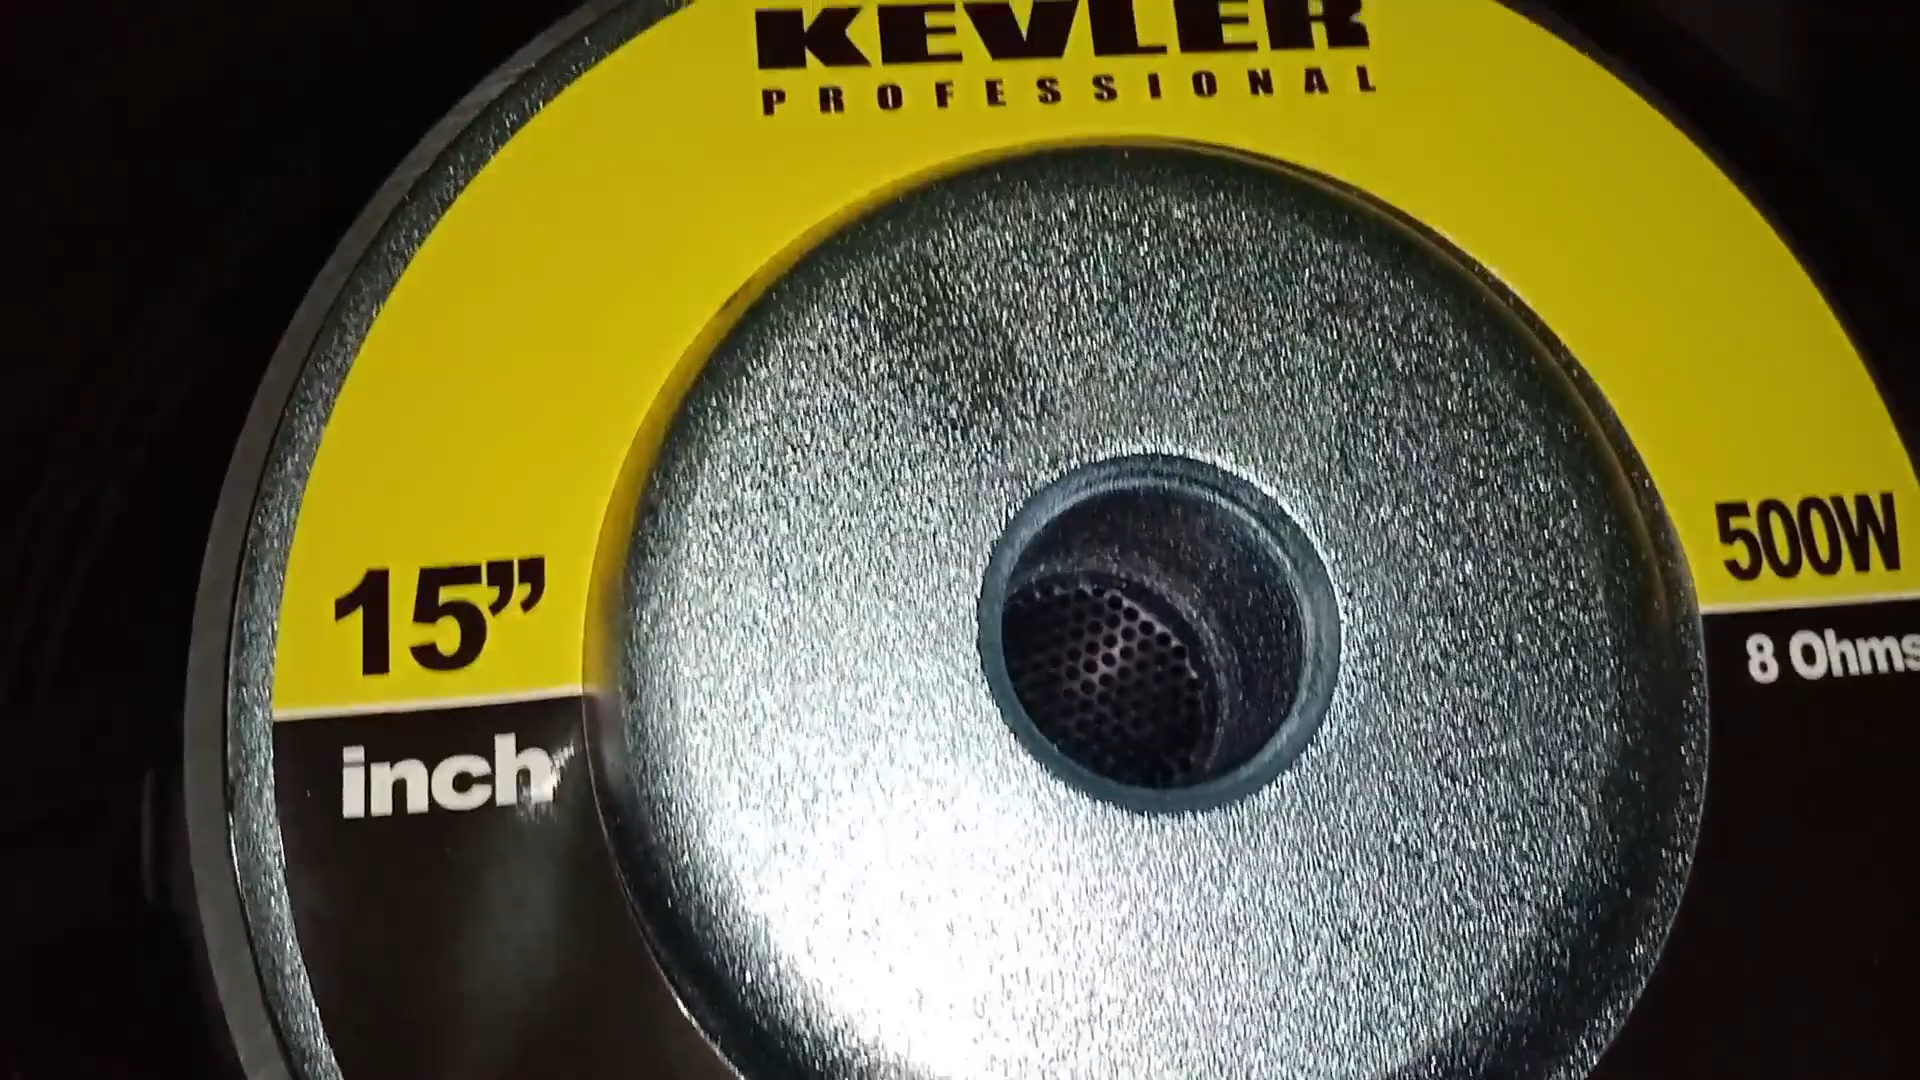 KEVLER
PROFESSIONAL
15”
inch
500W
8 Ohms